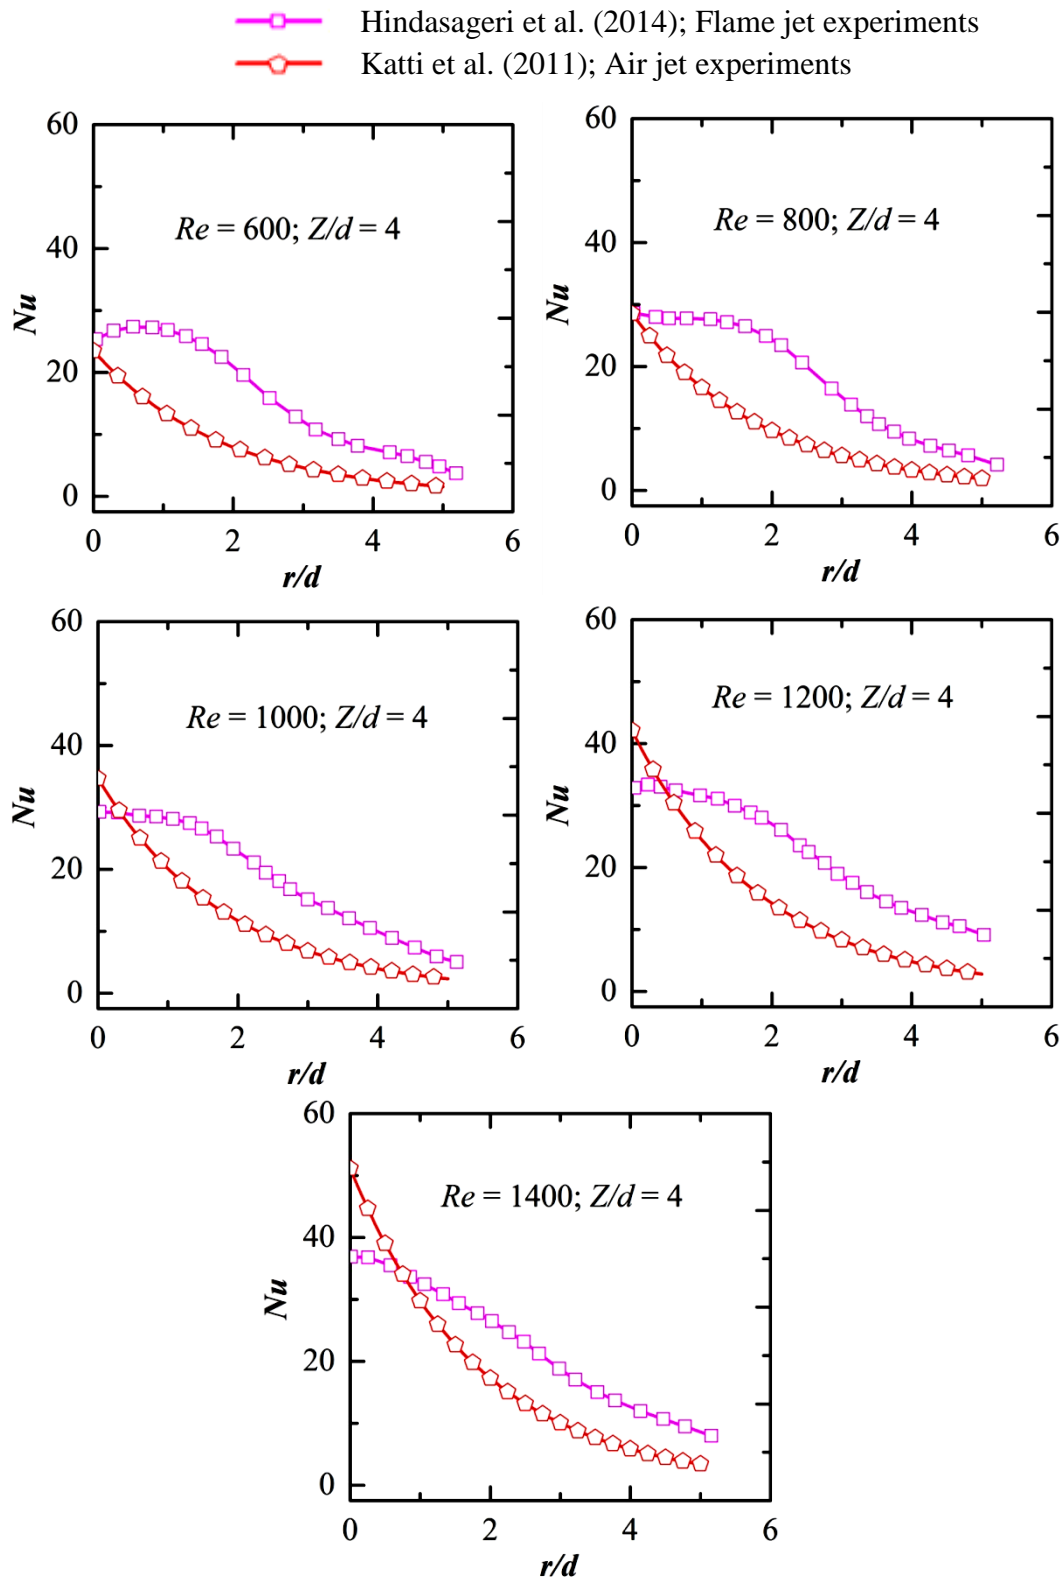 Hindasageri et al. (2014); Flame jet experiments
Katti et al. (2011); Air jet experiments
60
40
20
0
Nu
Re = 600; Z/d = 4
0 2 4 6
r/d
60
40
20
0
Nu
Re = 800; Z/d = 4
0 2 4 6
r/d
60
40
20
0
Nu
Re = 1000; Z/d = 4
0 2 4 6
r/d
60
40
20
0
Nu
Re = 1200; Z/d = 4
0 2 4 6
r/d
60
40
20
0
Nu
Re = 1400; Z/d = 4
0 2 4 6
r/d